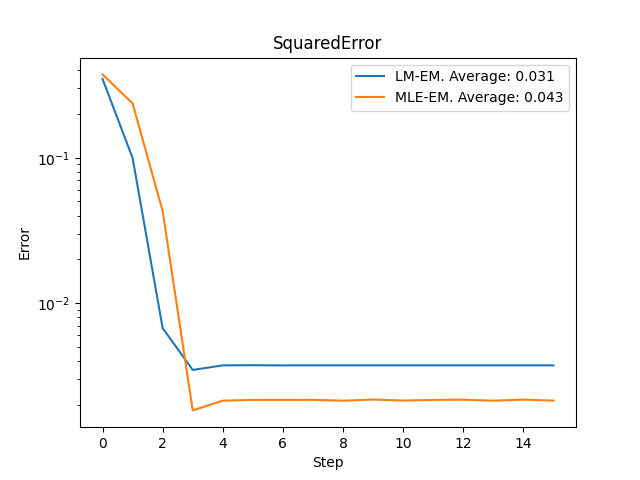 SquaredError
LM-EM. Average: 0.031
MLE-EM. Average: 0.043
10⁻¹
10⁻²
Error
0 2 4 6 8 10 12 14
Step